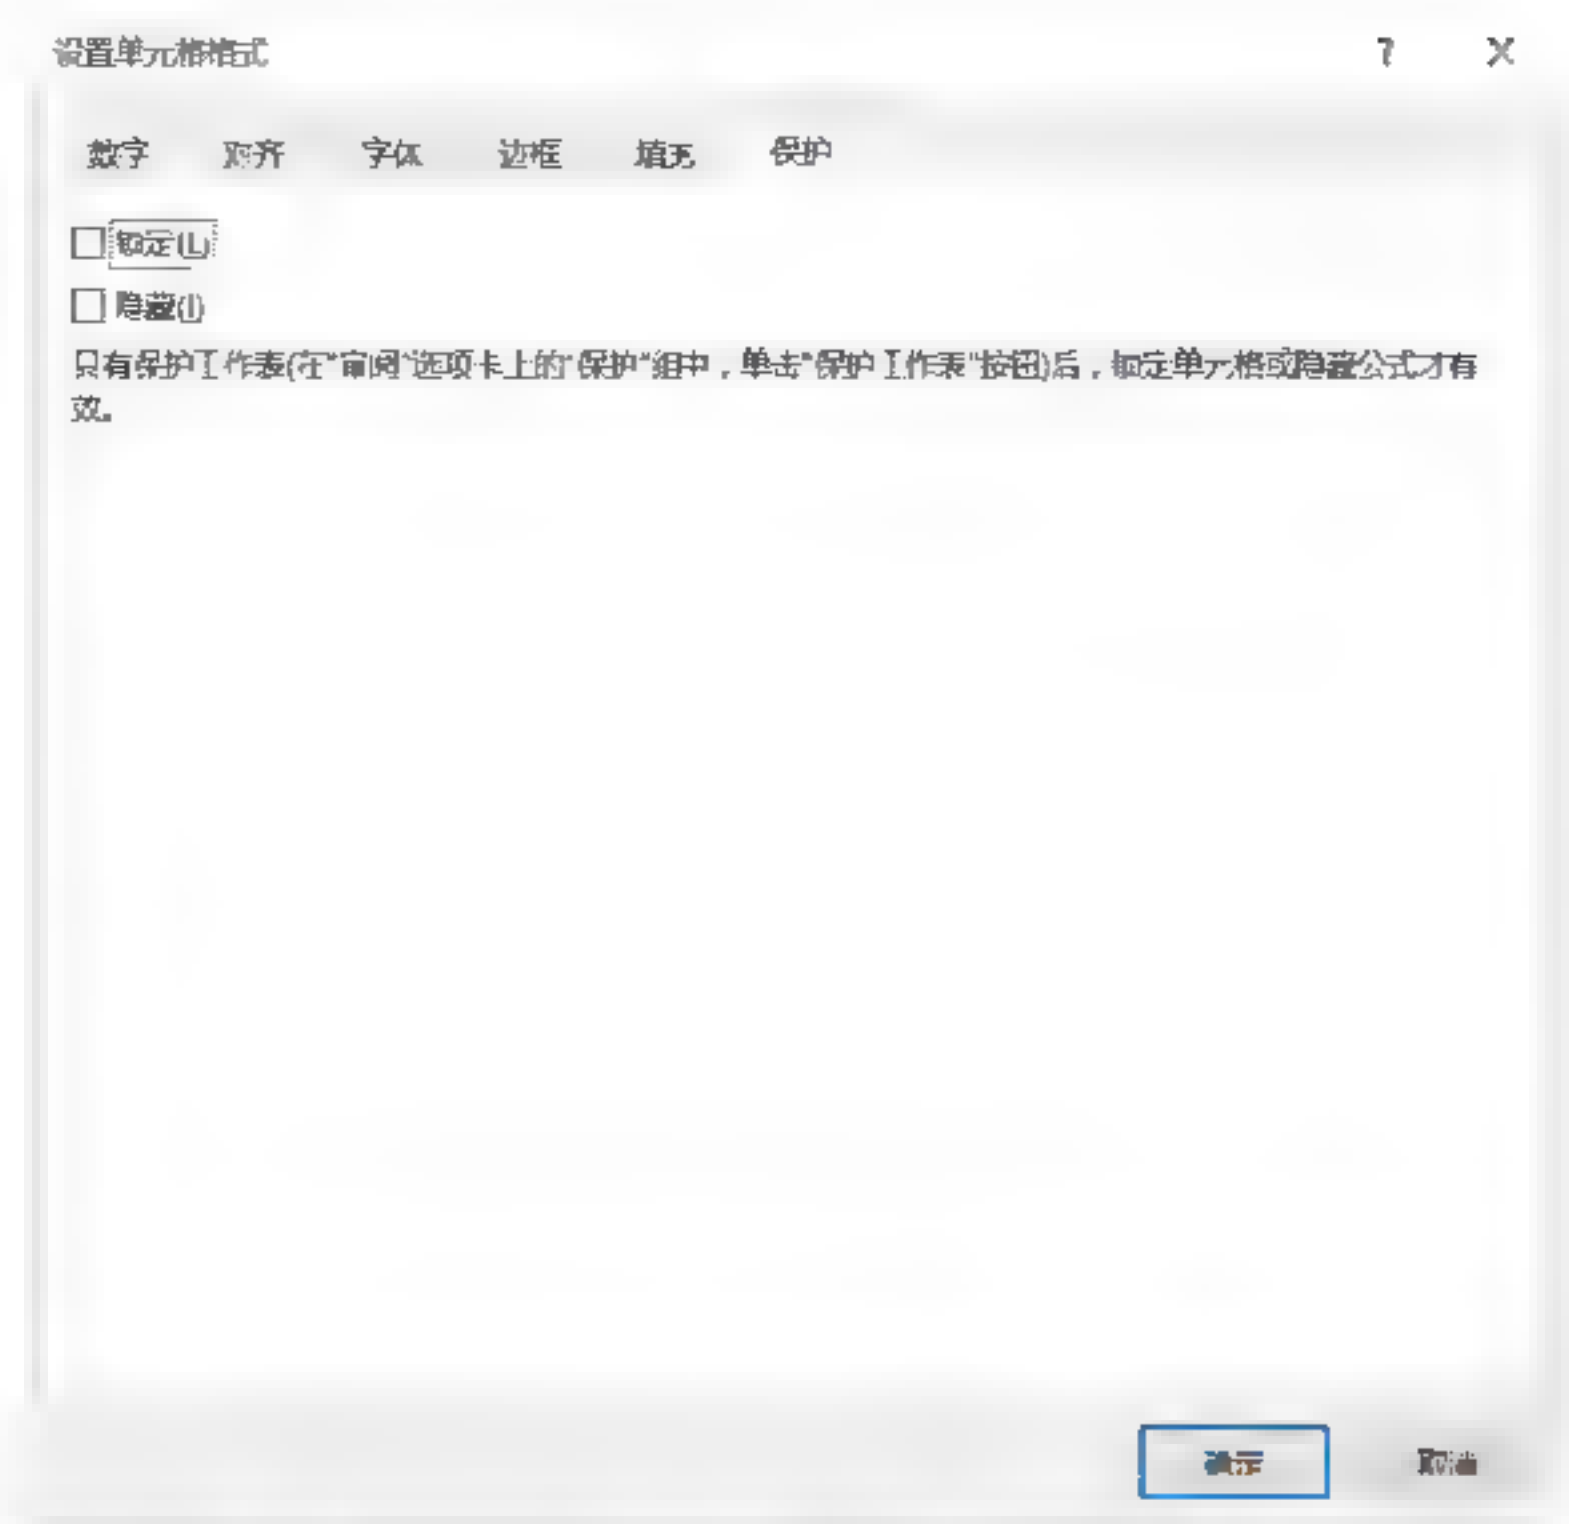 设置单元格格式
? X
数字 对齐 字体 边框 填充 保护
锁定(L)
隐藏(I)
只有保护工作表(在"审阅"选项卡上的"保护"组中，单击"保护工作表"按钮)后，锁定单元格或隐藏公式才有
效。
确定 取消